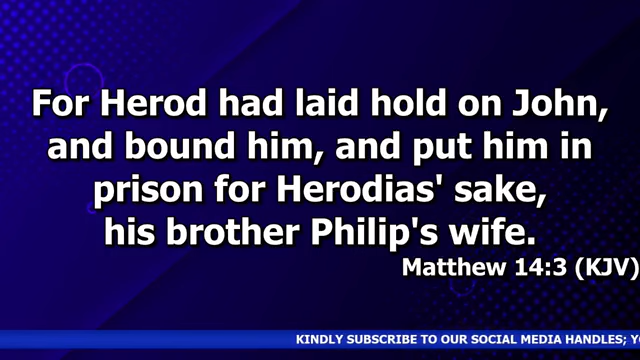 For Herod had laid hold on John,
and bound him, and put him in
prison for Herodias' sake,
his brother Philip's wife.
Matthew 14:3 (KJV)
KINDLY SUBSCRIBE TO OUR SOCIAL MEDIA HANDLES;